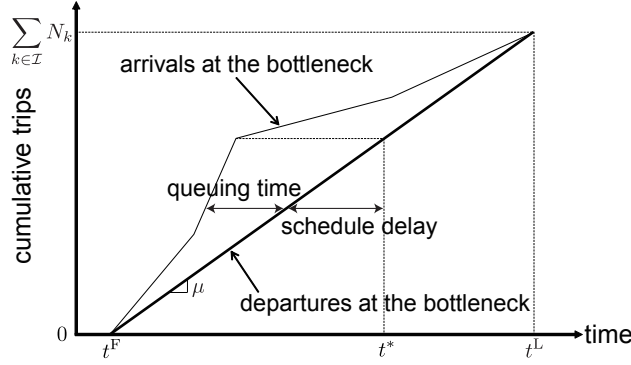 ∑ N_k
k∈ℐ
arrivals at the bottleneck
cumulative trips
queuing time
schedule delay
μ
departures at the bottleneck
0
time
t^F
t^*
t^L